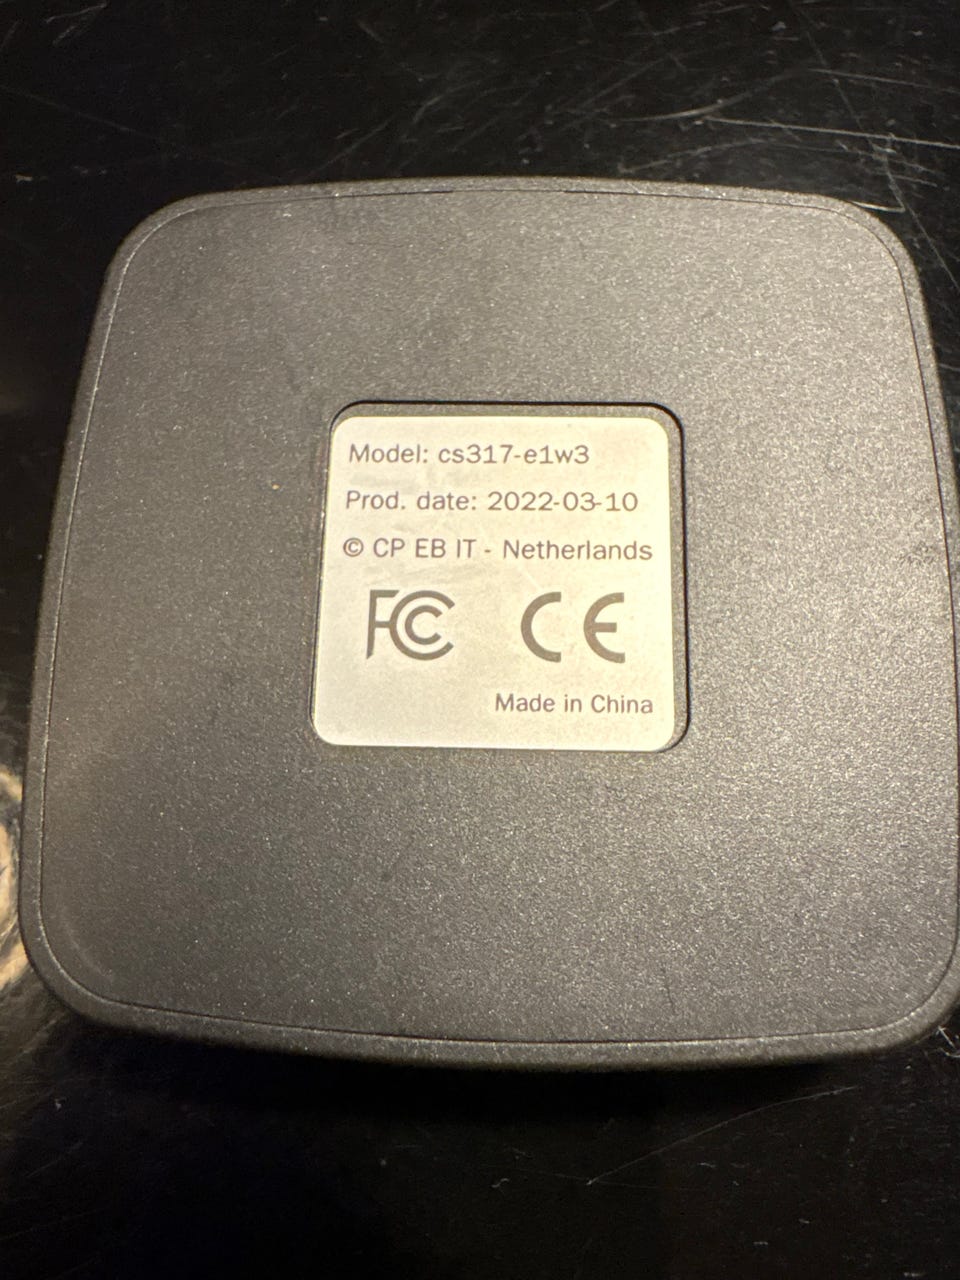 Model: cs317-e1w3
Prod. date: 2022-03-10
© CP EB IT - Netherlands
FC CE
Made in China